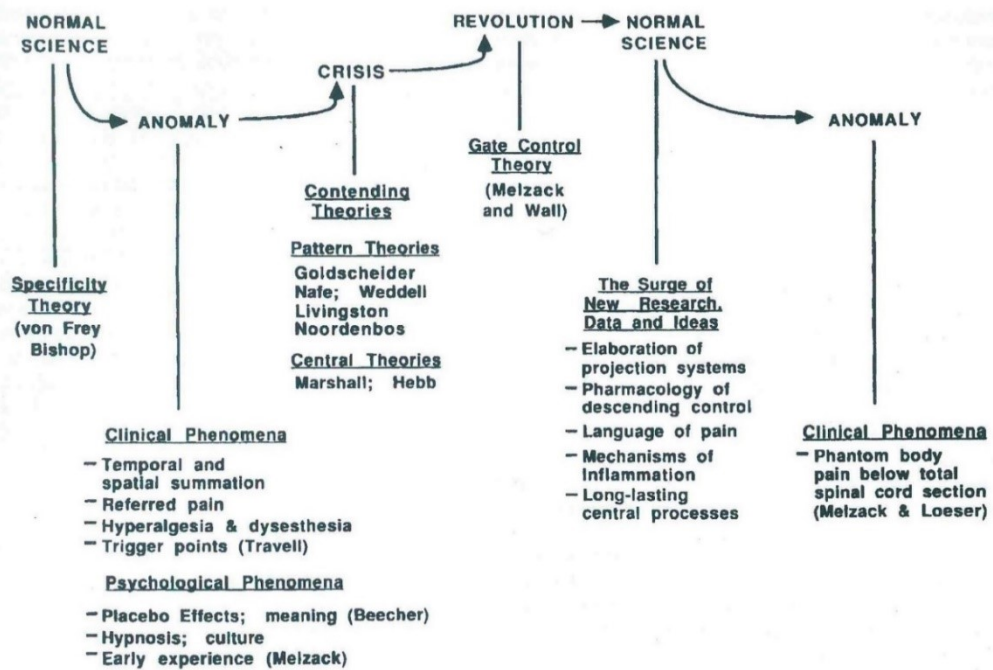 NORMAL
SCIENCE
ANOMALY
CRISIS
REVOLUTION
NORMAL
SCIENCE
ANOMALY
Specificity
Theory
(von Frey
Bishop)
Clinical Phenomena
– Temporal and
spatial summation
– Referred pain
– Hyperalgesia & dysesthesia
– Trigger points (Travell)
Psychological Phenomena
– Placebo Effects; meaning (Beecher)
– Hypnosis; culture
– Early experience (Melzack)
Contending
Theories
Pattern Theories
Goldscheider
Nafe; Weddell
Livingston
Noordenbos
Central Theories
Marshall; Hebb
Gate Control
Theory
(Melzack
and Wall)
The Surge of
New Research,
Data and Ideas
– Elaboration of
projection systems
– Pharmacology of
descending control
– Language of pain
– Mechanisms of
Inflammation
– Long-lasting
central processes
Clinical Phenomena
– Phantom body
pain below total
spinal cord section
(Melzack & Loeser)